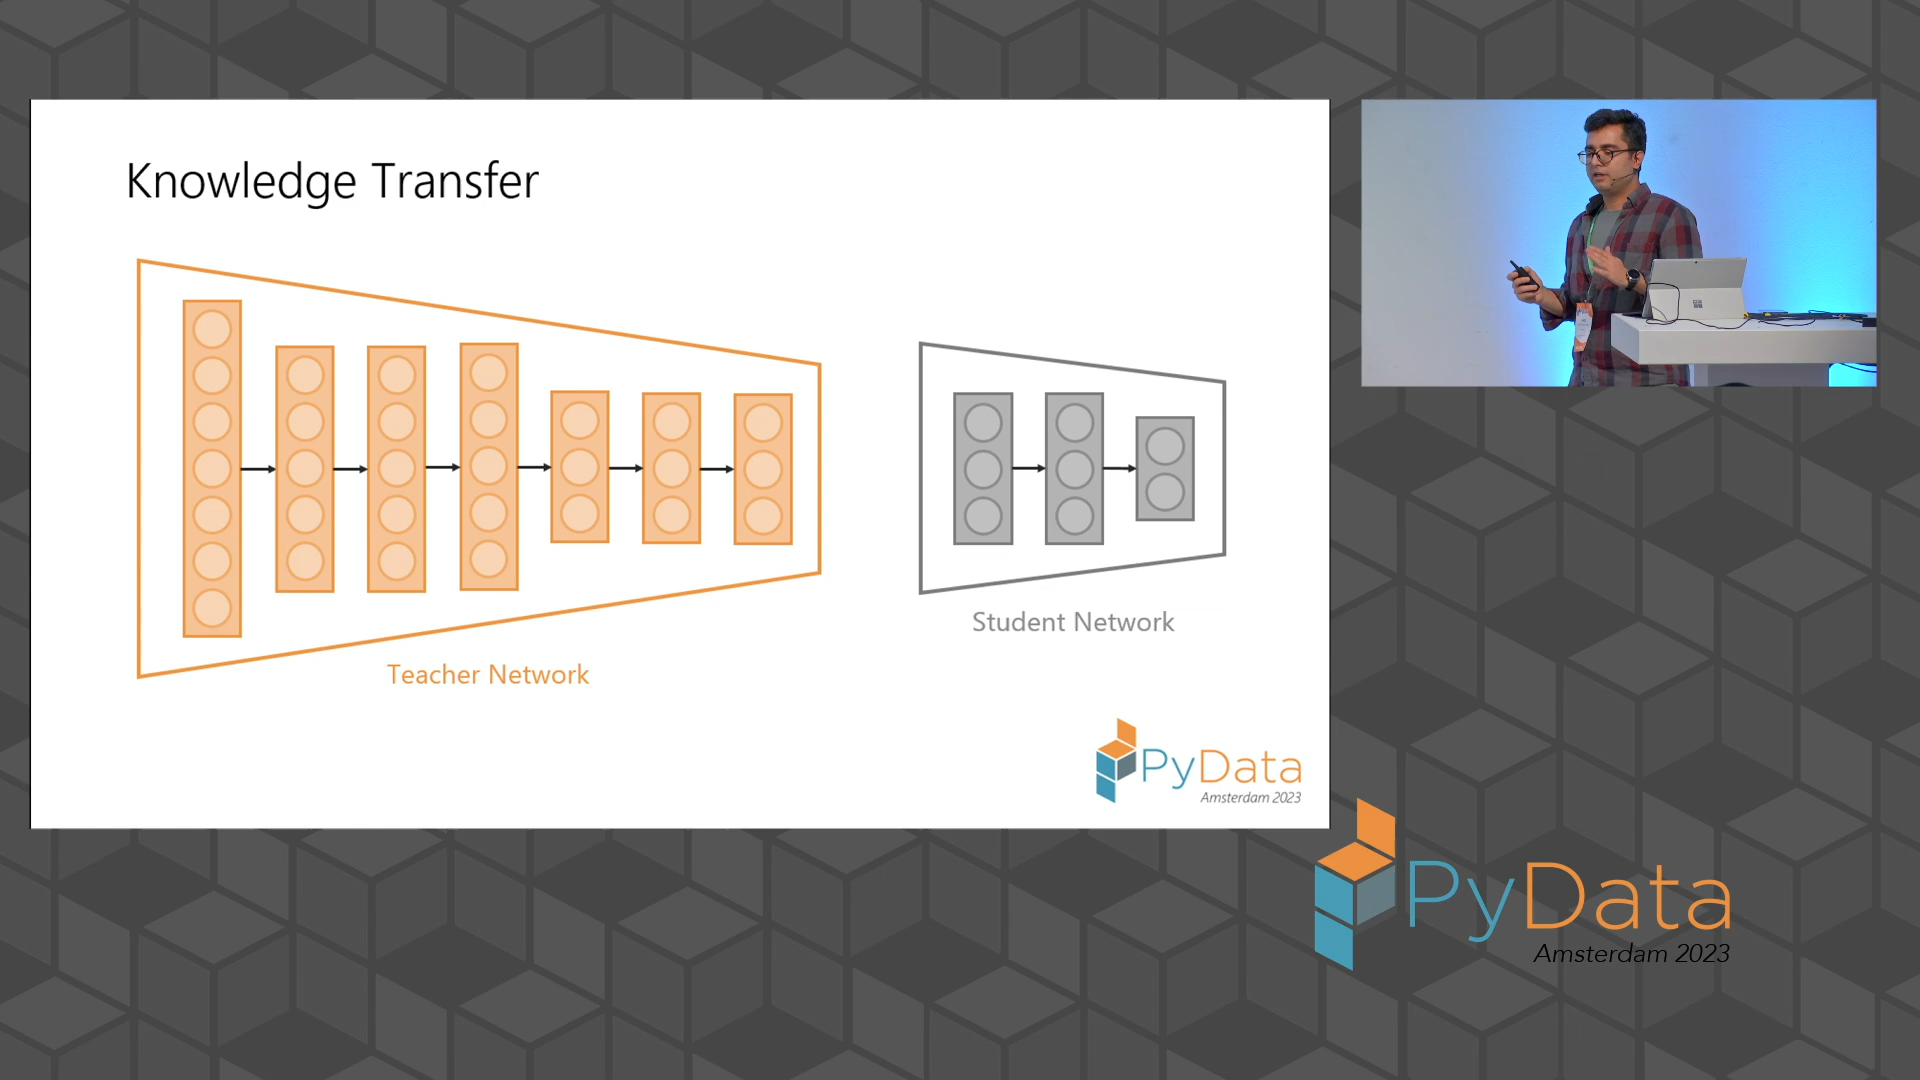 Knowledge Transfer
Teacher Network
Student Network
PyData
Amsterdam 2023
PyData
Amsterdam 2023